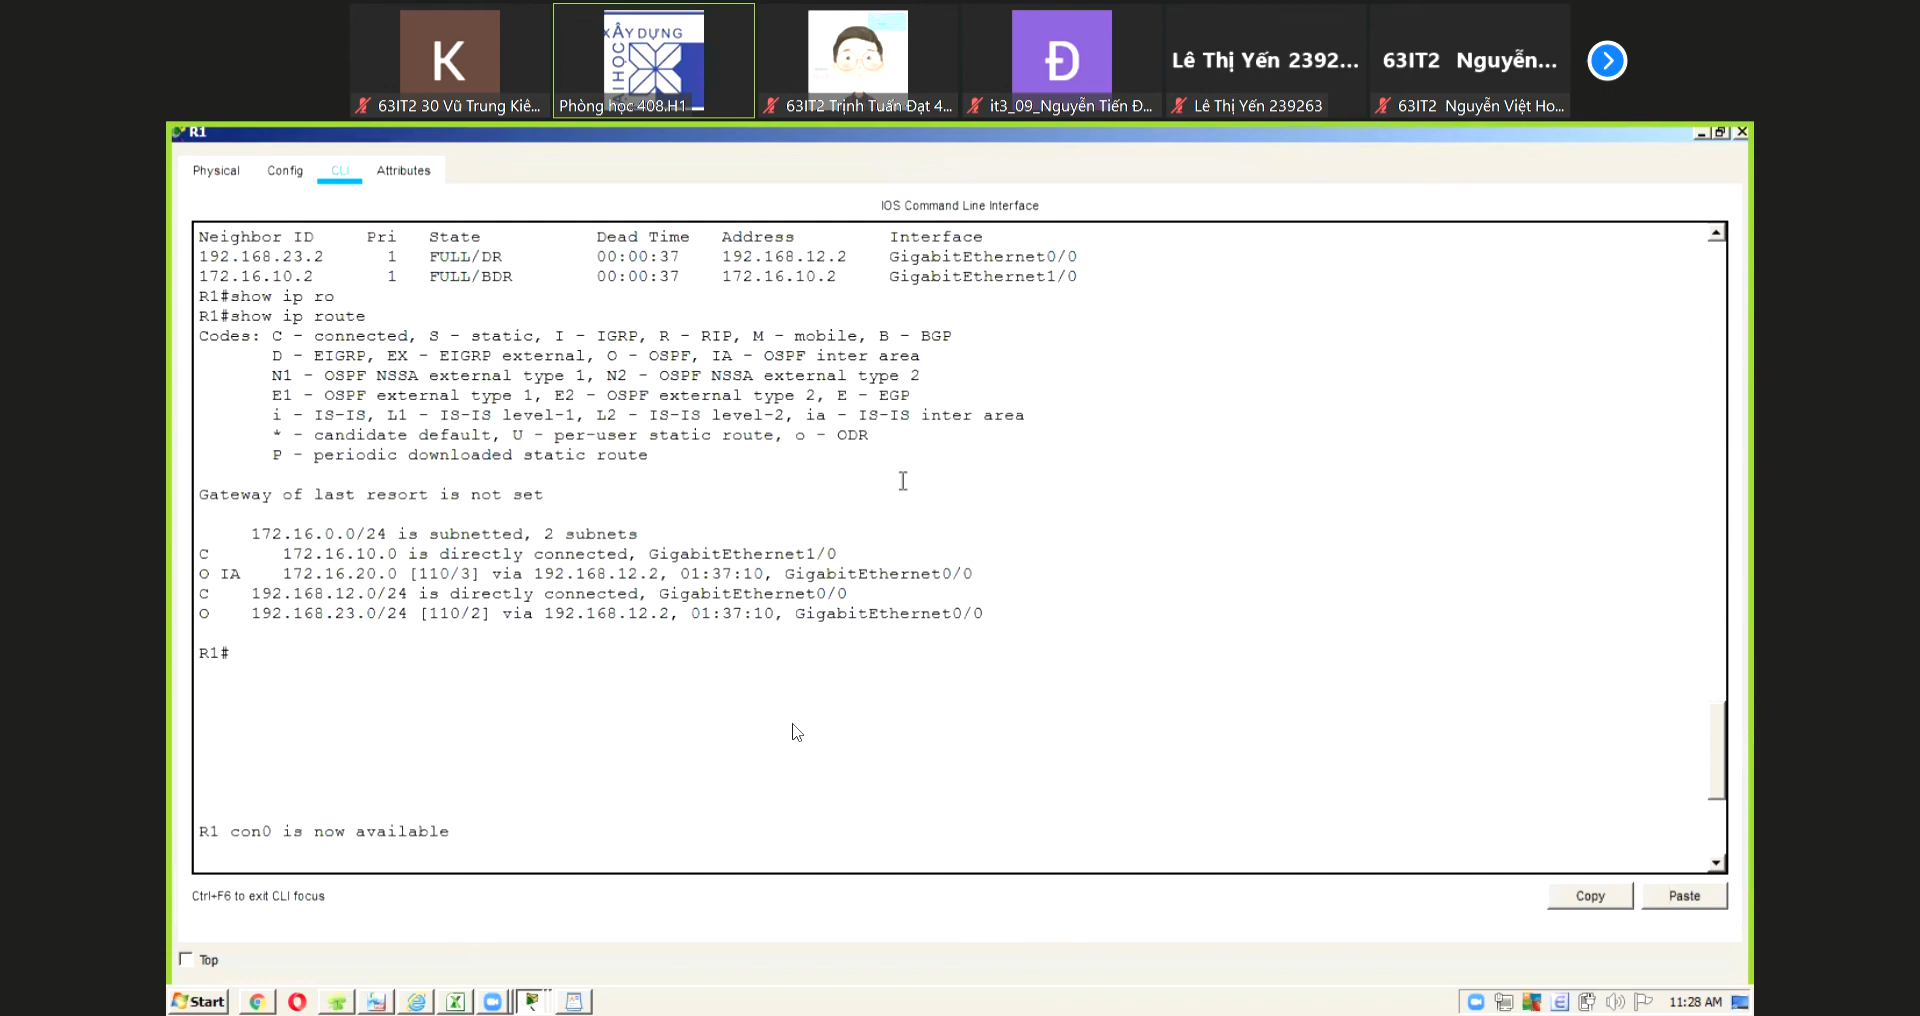 K
XÂY DỰNG
Đ
Lê Thị Yến 2392...
63IT2 Nguyễn...
63IT2 30 Vũ Trung Kiê...
Phòng học 408.H1
63IT2 Trịnh Tuấn Đạt 4...
it3_09_Nguyễn Tiến Đ...
Lê Thị Yến 239263
63IT2 Nguyễn Việt Ho...
R1
Physical Config CLI Attributes
IOS Command Line Interface
Neighbor ID Pri State Dead Time Address Interface
192.168.23.2 1 FULL/DR 00:00:37 192.168.12.2 GigabitEthernet0/0
172.16.10.2 1 FULL/BDR 00:00:37 172.16.10.2 GigabitEthernet1/0
R1#show ip ro
R1#show ip route
Codes: C - connected, S - static, I - IGRP, R - RIP, M - mobile, B - BGP
D - EIGRP, EX - EIGRP external, O - OSPF, IA - OSPF inter area
N1 - OSPF NSSA external type 1, N2 - OSPF NSSA external type 2
E1 - OSPF external type 1, E2 - OSPF external type 2, E - EGP
i - IS-IS, L1 - IS-IS level-1, L2 - IS-IS level-2, ia - IS-IS inter area
* - candidate default, U - per-user static route, o - ODR
P - periodic downloaded static route
Gateway of last resort is not set
172.16.0.0/24 is subnetted, 2 subnets
C 172.16.10.0 is directly connected, GigabitEthernet1/0
O IA 172.16.20.0 [110/3] via 192.168.12.2, 01:37:10, GigabitEthernet0/0
C 192.168.12.0/24 is directly connected, GigabitEthernet0/0
O 192.168.23.0/24 [110/2] via 192.168.12.2, 01:37:10, GigabitEthernet0/0
R1#
R1 con0 is now available
Ctrl+F6 to exit CLI focus
Copy
Paste
Top
Start
11:28 AM